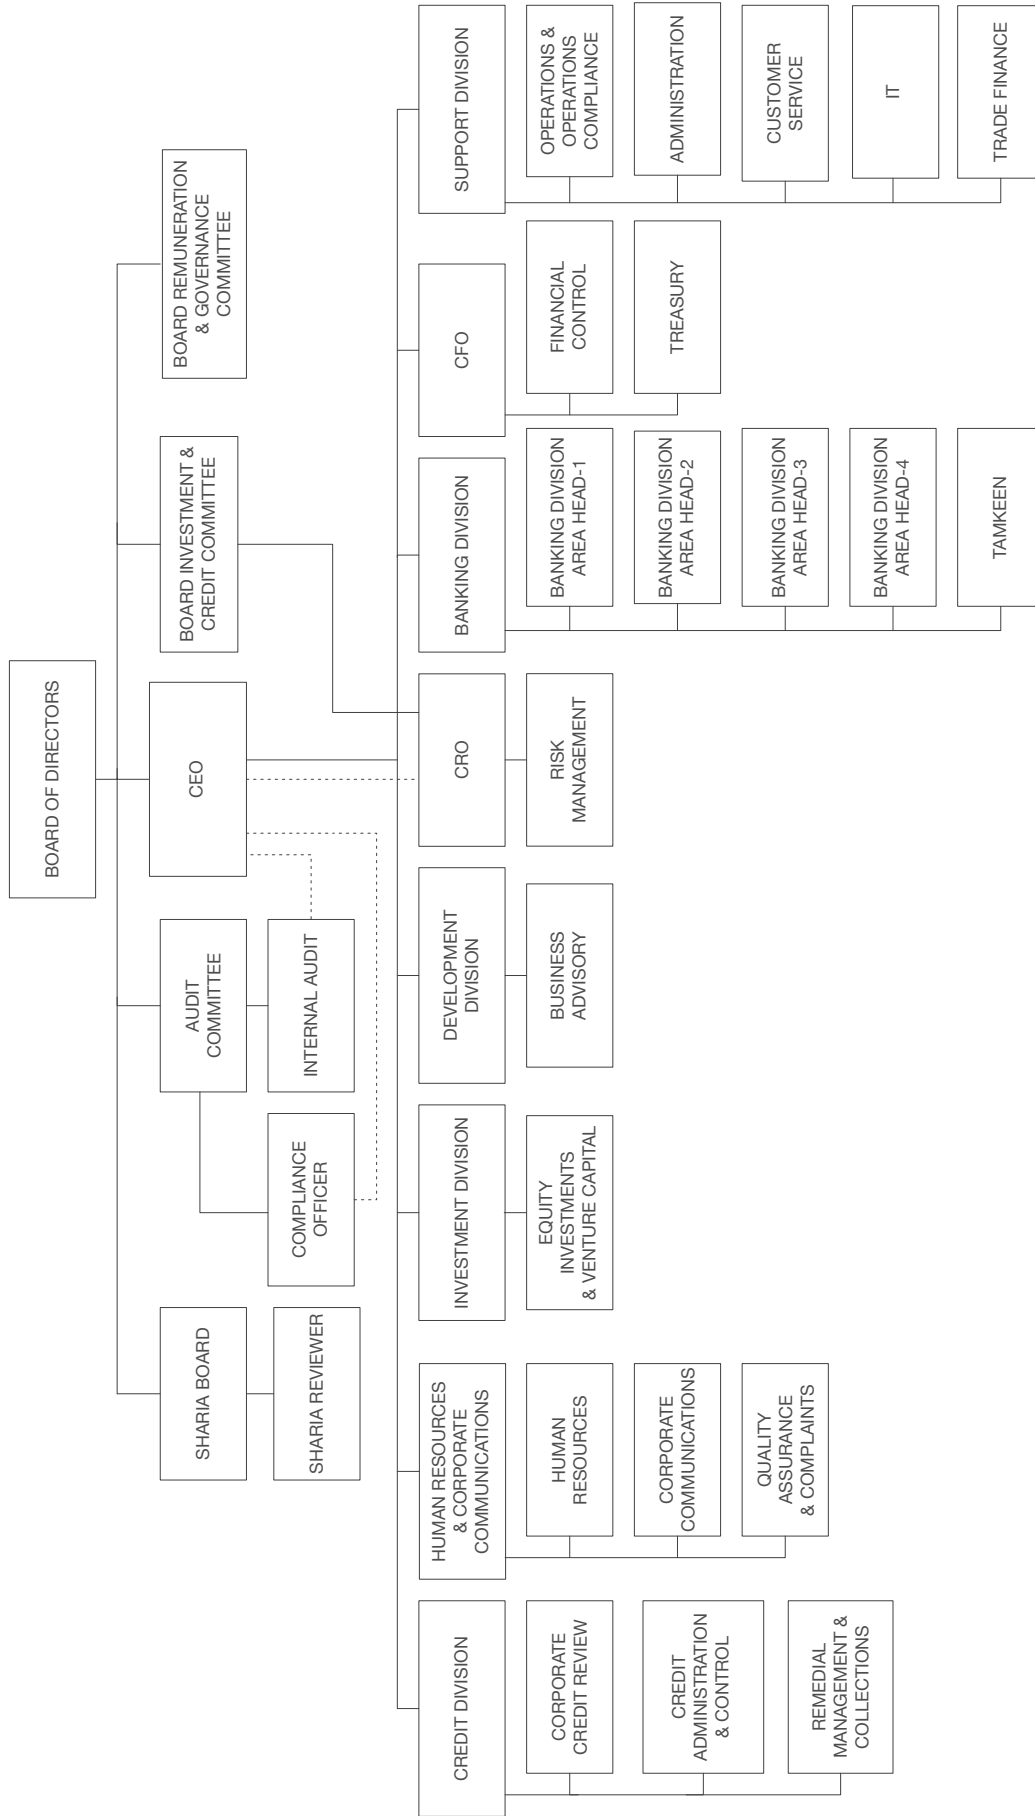 BOARD OF DIRECTORS
SHARIA BOARD
AUDIT
COMMITTEE
CEO
BOARD INVESTMENT &
CREDIT COMMITTEE
BOARD REMUNERATION
& GOVERNANCE
COMMITTEE
SHARIA REVIEWER
COMPLIANCE
OFFICER
INTERNAL AUDIT
CREDIT DIVISION
HUMAN RESOURCES
& CORPORATE
COMMUNICATIONS
INVESTMENT DIVISION
DEVELOPMENT
DIVISION
CRO
BANKING DIVISION
CFO
SUPPORT DIVISION
CORPORATE
CREDIT REVIEW
HUMAN
RESOURCES
EQUITY
INVESTMENTS
& VENTURE CAPITAL
BUSINESS
ADVISORY
RISK
MANAGEMENT
BANKING DIVISION
AREA HEAD-1
FINANCIAL
CONTROL
OPERATIONS &
OPERATIONS
COMPLIANCE
CREDIT
ADMINISTRATION
& CONTROL
CORPORATE
COMMUNICATIONS
BANKING DIVISION
AREA HEAD-2
TREASURY
ADMINISTRATION
REMEDIAL
MANAGEMENT &
COLLECTIONS
QUALITY
ASSURANCE
& COMPLAINTS
BANKING DIVISION
AREA HEAD-3
CUSTOMER
SERVICE
BANKING DIVISION
AREA HEAD-4
IT
TAMKEEN
TRADE FINANCE